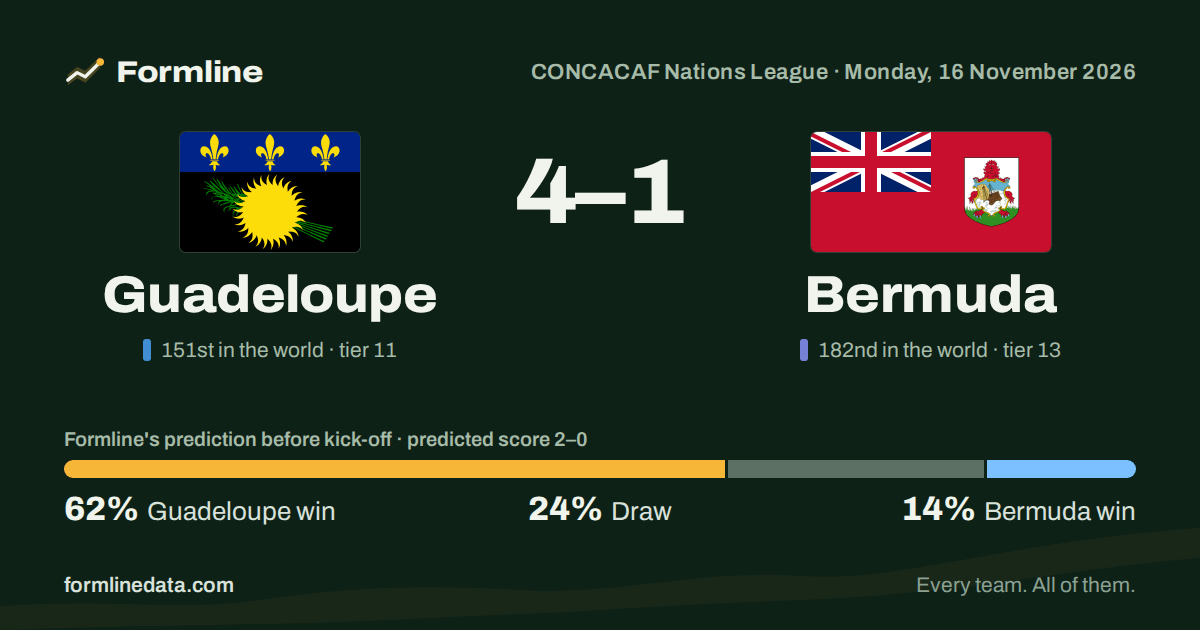 Formline
CONCACAF Nations League · Monday, 16 November 2026
4–1
Guadeloupe
Bermuda
151st in the world · tier 11
182nd in the world · tier 13
Formline's prediction before kick-off · predicted score 2–0
62% Guadeloupe win
24% Draw
14% Bermuda win
formlinedata.com
Every team. All of them.